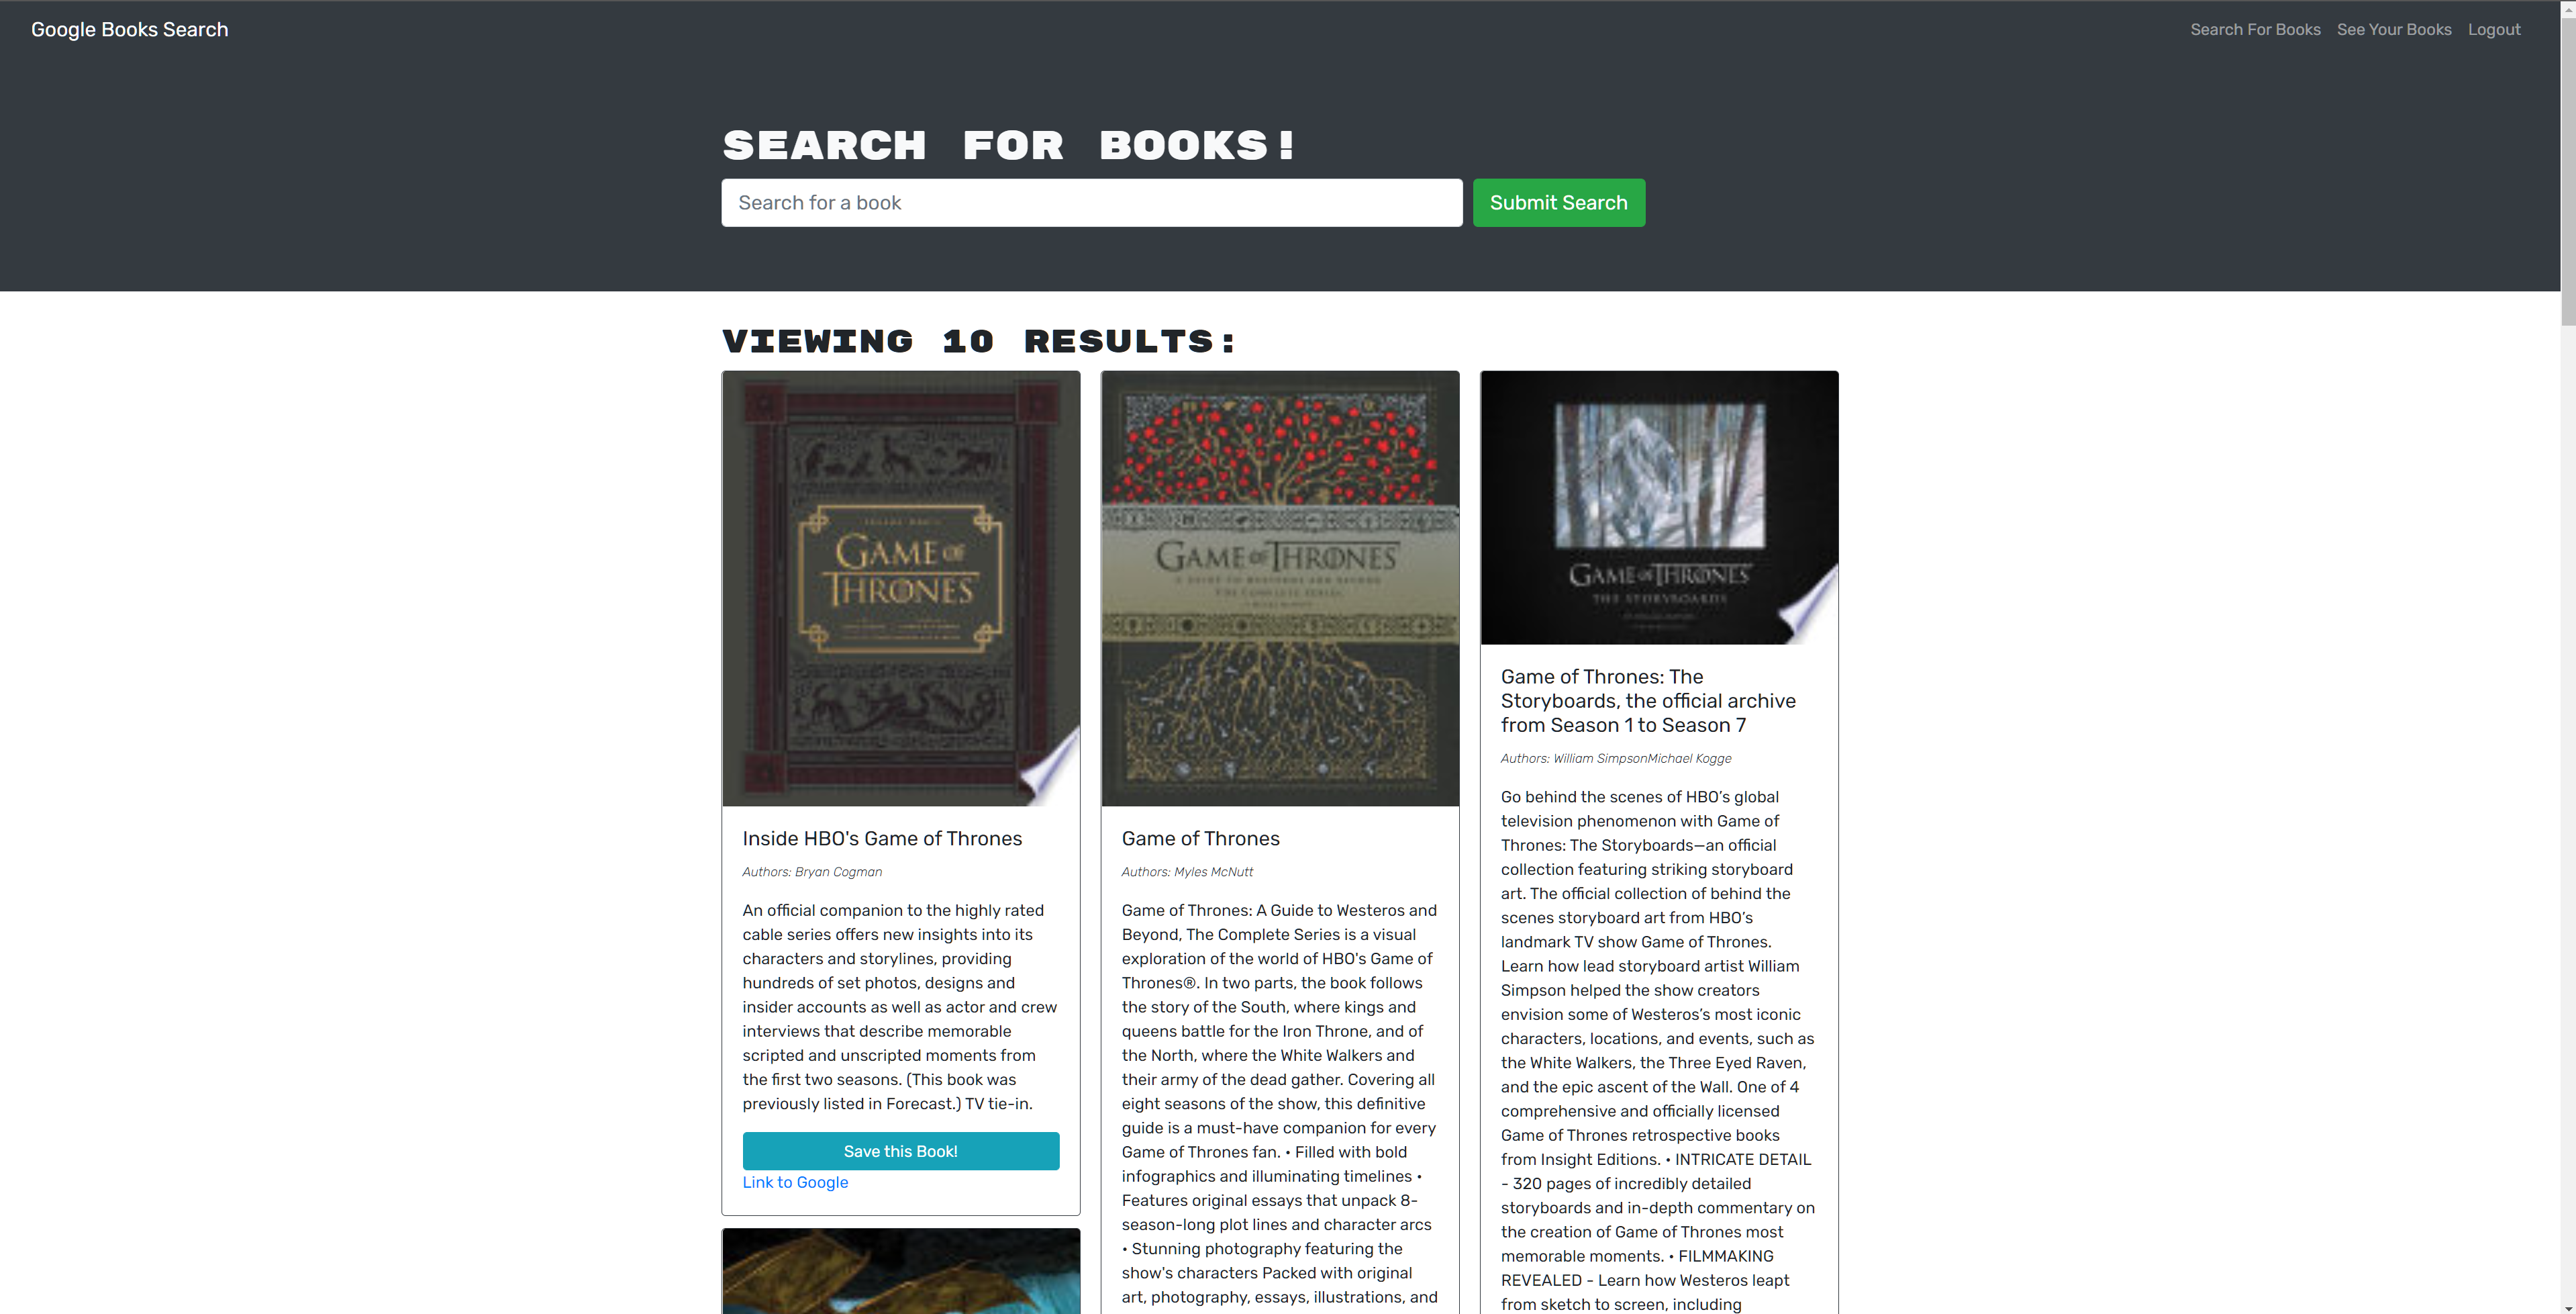 Google Books Search
Search For Books
See Your Books
Logout
SEARCH FOR BOOKS!
Search for a book
Submit Search
VIEWING 10 RESULTS:
GAME OF
THRONES
Inside HBO's Game of Thrones
Authors: Bryan Cogman
An official companion to the highly rated
cable series offers new insights into its
characters and storylines, providing
hundreds of set photos, designs and
insider accounts as well as actor and crew
interviews that describe memorable
scripted and unscripted moments from
the first two seasons. (This book was
previously listed in Forecast.) TV tie-in.
Save this Book!
Link to Google
GAME OF THRONES
A GUIDE TO WESTEROS AND BEYOND
THE COMPLETE SERIES
Game of Thrones
Authors: Myles McNutt
Game of Thrones: A Guide to Westeros and
Beyond, The Complete Series is a visual
exploration of the world of HBO's Game of
Thrones®. In two parts, the book follows
the story of the South, where kings and
queens battle for the Iron Throne, and of
the North, where the White Walkers and
their army of the dead gather. Covering all
eight seasons of the show, this definitive
guide is a must-have companion for every
Game of Thrones fan. • Filled with bold
infographics and illuminating timelines •
Features original essays that unpack 8-
season-long plot lines and character arcs
• Stunning photography featuring the
show's characters Packed with original
art, photography, essays, illustrations, and
GAME OF THRONES
THE STORYBOARDS
Game of Thrones: The
Storyboards, the official archive
from Season 1 to Season 7
Authors: William SimpsonMichael Kogge
Go behind the scenes of HBO’s global
television phenomenon with Game of
Thrones: The Storyboards—an official
collection featuring striking storyboard
art. The official collection of behind the
scenes storyboard art from HBO’s
landmark TV show Game of Thrones.
Learn how lead storyboard artist William
Simpson helped the show creators
envision some of Westeros’s most iconic
characters, locations, and events, such as
the White Walkers, the Three Eyed Raven,
and the epic ascent of the Wall. One of 4
comprehensive and officially licensed
Game of Thrones retrospective books
from Insight Editions. • INTRICATE DETAIL
- 320 pages of incredibly detailed
storyboards and in-depth commentary on
the creation of Game of Thrones most
memorable moments. • FILMMAKING
REVEALED - Learn how Westeros leapt
from sketch to screen, including